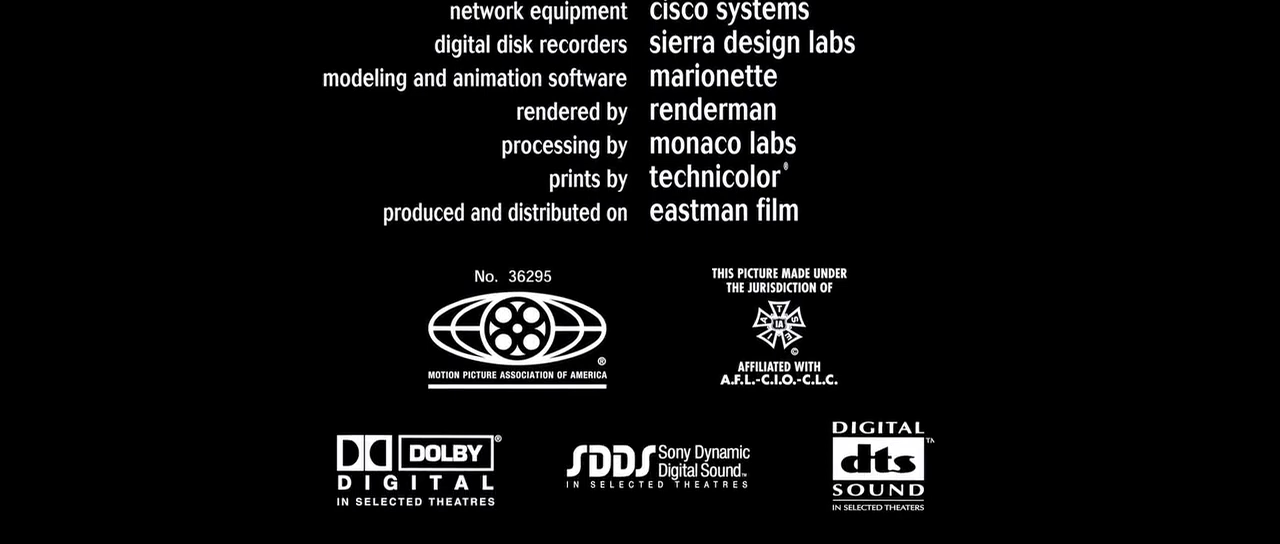 network equipment cisco systems
digital disk recorders sierra design labs
modeling and animation software marionette
rendered by renderman
processing by monaco labs
prints by technicolor®
produced and distributed on eastman film
No. 36295
®
MOTION PICTURE ASSOCIATION OF AMERICA
THIS PICTURE MADE UNDER
THE JURISDICTION OF
I A T S E
IA
©
AFFILIATED WITH
A.F.L.-C.I.O.-C.L.C.
DOLBY®
DIGITAL
IN SELECTED THEATRES
SDDS Sony Dynamic
Digital Sound™
IN SELECTED THEATRES
DIGITAL
dts™
SOUND
IN SELECTED THEATERS